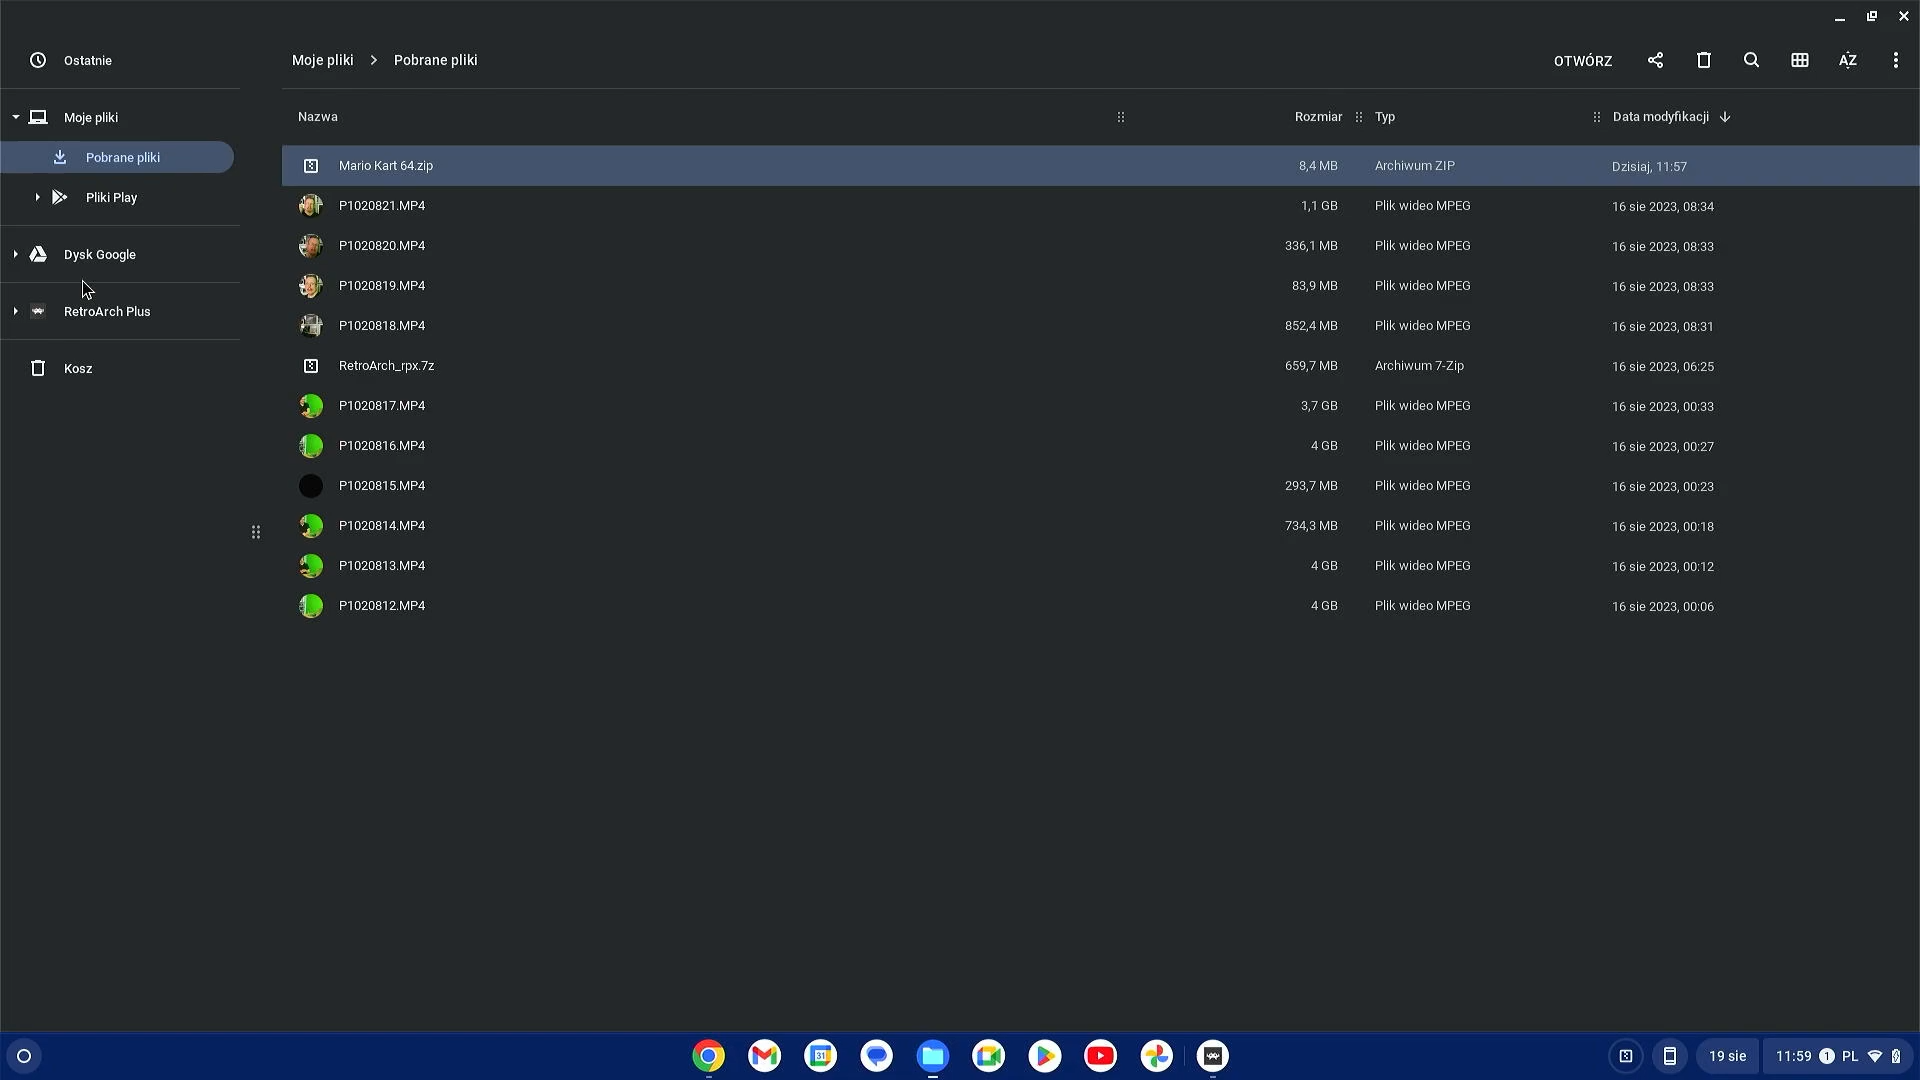 Ostatnie
Moje pliki
Pobrane pliki
Pliki Play
Dysk Google
RetroArch Plus
Kosz
Moje pliki > Pobrane pliki
OTWÓRZ
AZ
Nazwa Rozmiar Typ Data modyfikacji
Mario Kart 64.zip 8,4 MB Archiwum ZIP Dzisiaj, 11:57
P1020821.MP4 1,1 GB Plik wideo MPEG 16 sie 2023, 08:34
P1020820.MP4 336,1 MB Plik wideo MPEG 16 sie 2023, 08:33
P1020819.MP4 83,9 MB Plik wideo MPEG 16 sie 2023, 08:33
P1020818.MP4 852,4 MB Plik wideo MPEG 16 sie 2023, 08:31
RetroArch_rpx.7z 659,7 MB Archiwum 7-Zip 16 sie 2023, 06:25
P1020817.MP4 3,7 GB Plik wideo MPEG 16 sie 2023, 00:33
P1020816.MP4 4 GB Plik wideo MPEG 16 sie 2023, 00:27
P1020815.MP4 293,7 MB Plik wideo MPEG 16 sie 2023, 00:23
P1020814.MP4 734,3 MB Plik wideo MPEG 16 sie 2023, 00:18
P1020813.MP4 4 GB Plik wideo MPEG 16 sie 2023, 00:12
P1020812.MP4 4 GB Plik wideo MPEG 16 sie 2023, 00:06
31
19 sie
11:59 1 PL